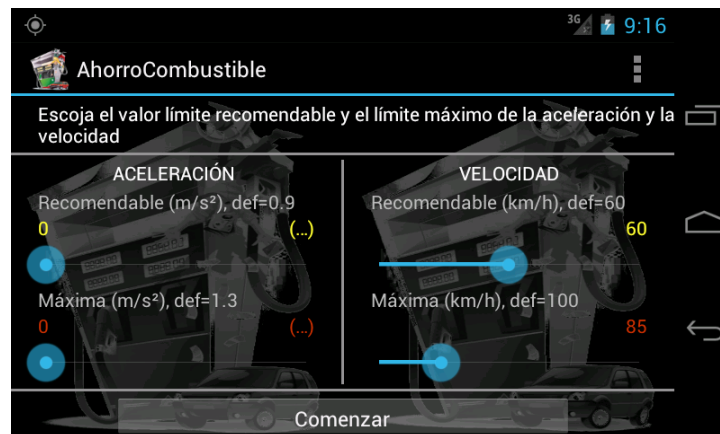 3G 9:16
AhorroCombustible
Escoja el valor límite recomendable y el límite máximo de la aceleración y la
velocidad
ACELERACIÓN
Recomendable (m/s²), def=0.9
0 (...)
Máxima (m/s²), def=1.3
0 (...)
VELOCIDAD
Recomendable (km/h), def=60
60
Máxima (km/h), def=100
85
Comenzar